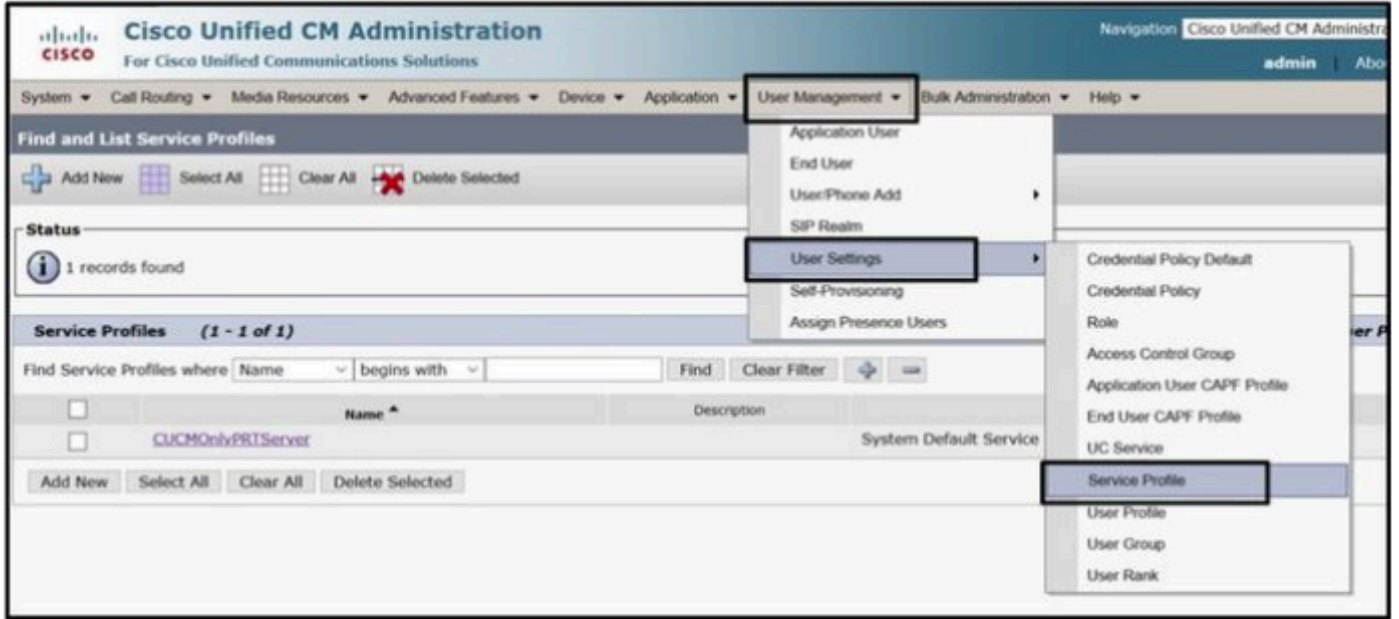 Cisco Unified CM Administration
Navigation Cisco Unified CM Administra
CISCO For Cisco Unified Communications Solutions
admin Abo
System Call Routing Media Resources Advanced Features Device Application User Management Bulk Administration Help
Find and List Service Profiles
Add New Select All Clear All Delete Selected
Application User
End User
User/Phone Add
SIP Realm
User Settings
Self-Provisioning
Assign Presence Users
Credential Policy Default
Credential Policy
Role
Access Control Group
Application User CAPF Profile
End User CAPF Profile
UC Service
Service Profile
User Profile
User Group
User Rank
Status
i 1 records found
Service Profiles (1 - 1 of 1)
er P
Find Service Profiles where Name begins with Find Clear Filter
Name Description
CUCMOnlyPRTServer System Default Service
Add New Select All Clear All Delete Selected